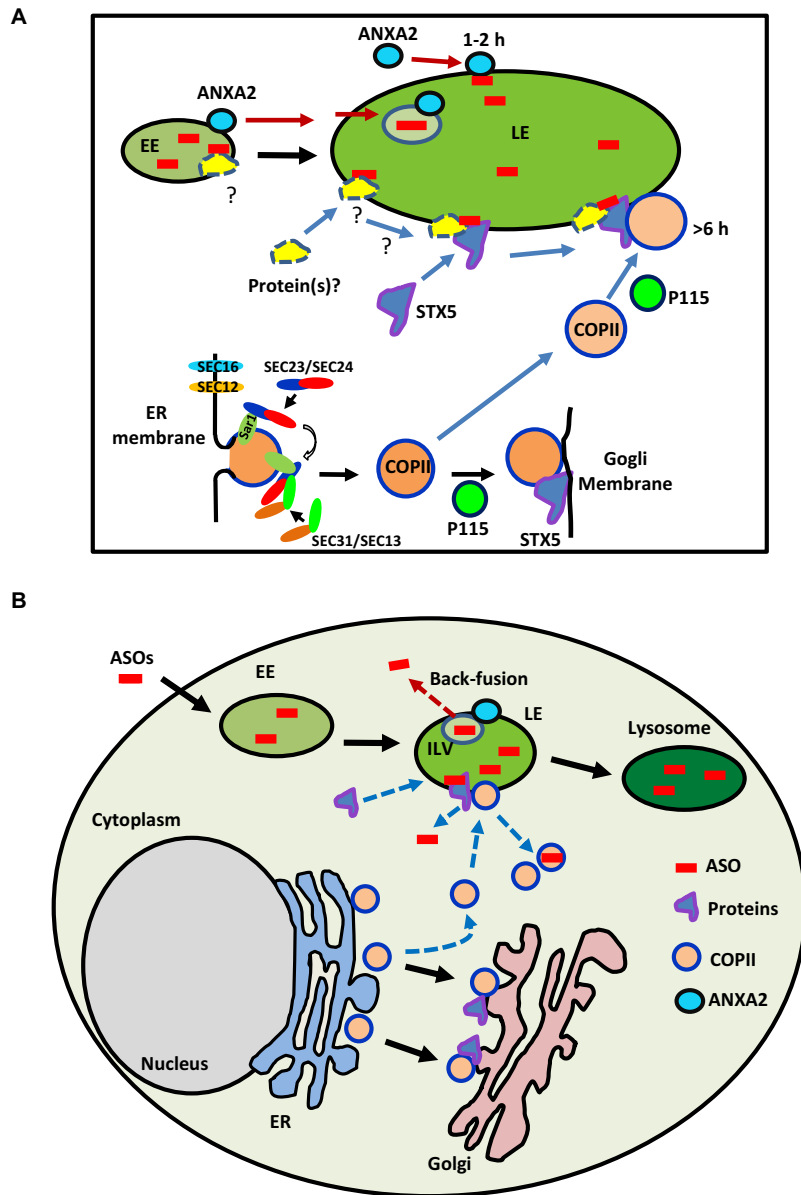 A
ANXA2
1-2 h
ANXA2
EE
LE
?
?
?
>6 h
Protein(s)?
STX5
P115
COPII
SEC16
SEC12
SEC23/SEC24
ER
membrane
Sar1
COPII
P115
Gogli
Membrane
STX5
SEC31/SEC13
B
ASOs
EE
Back-fusion
LE
ILV
Lysosome
Cytoplasm
ASO
Proteins
COPII
ANXA2
Nucleus
ER
Golgi